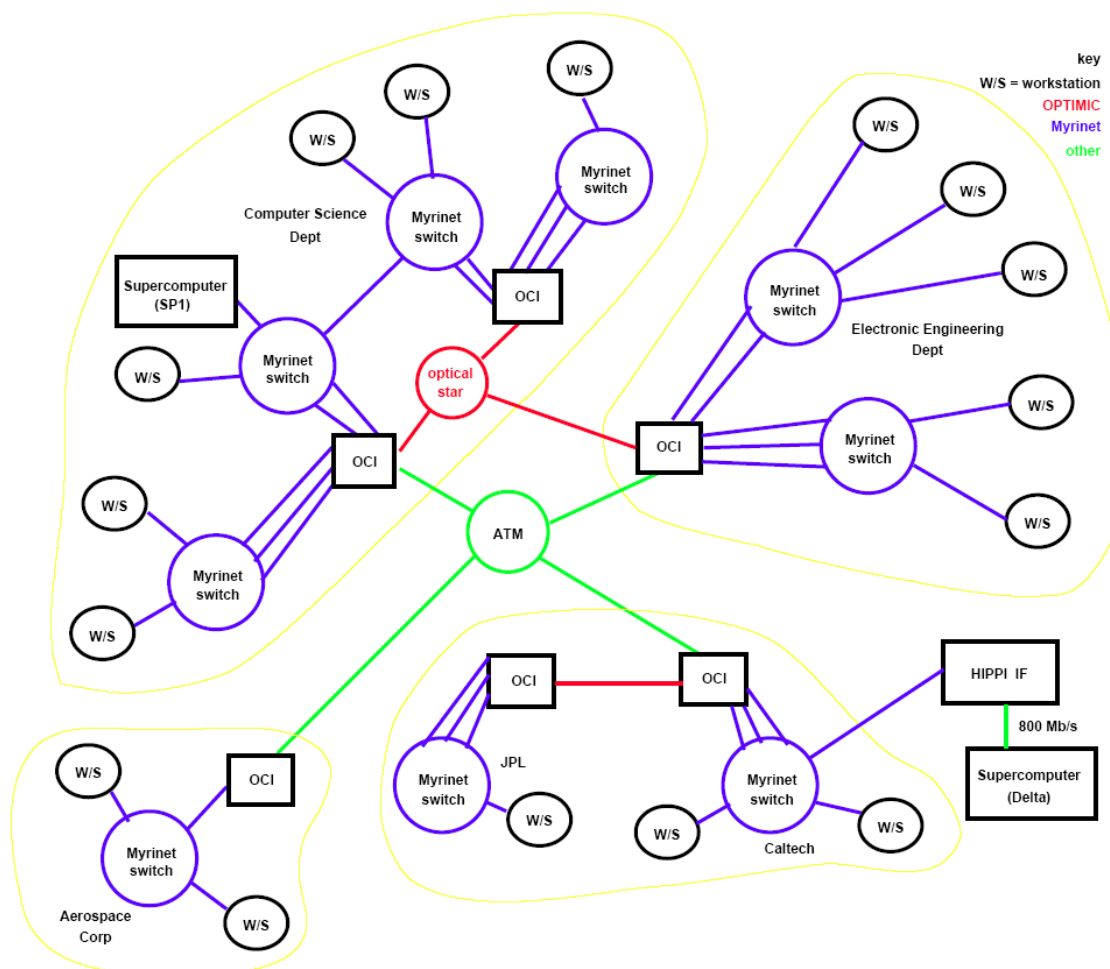 key
W/S = workstation
OPTIMIC
Myrinet
other
W/S
W/S
W/S
W/S
Myrinet
switch
Myrinet
switch
Computer Science
Dept
OCI
Supercomputer
(SP1)
Myrinet
switch
W/S
optical
star
OCI
W/S
Myrinet
switch
W/S
W/S
W/S
W/S
Myrinet
switch
Electronic Engineering
Dept
OCI
Myrinet
switch
W/S
W/S
ATM
OCI
OCI
HIPPI IF
800 Mb/s
Supercomputer
(Delta)
JPL
Myrinet
switch
W/S
Myrinet
switch
W/S
W/S
Caltech
W/S
OCI
Myrinet
switch
W/S
Aerospace
Corp